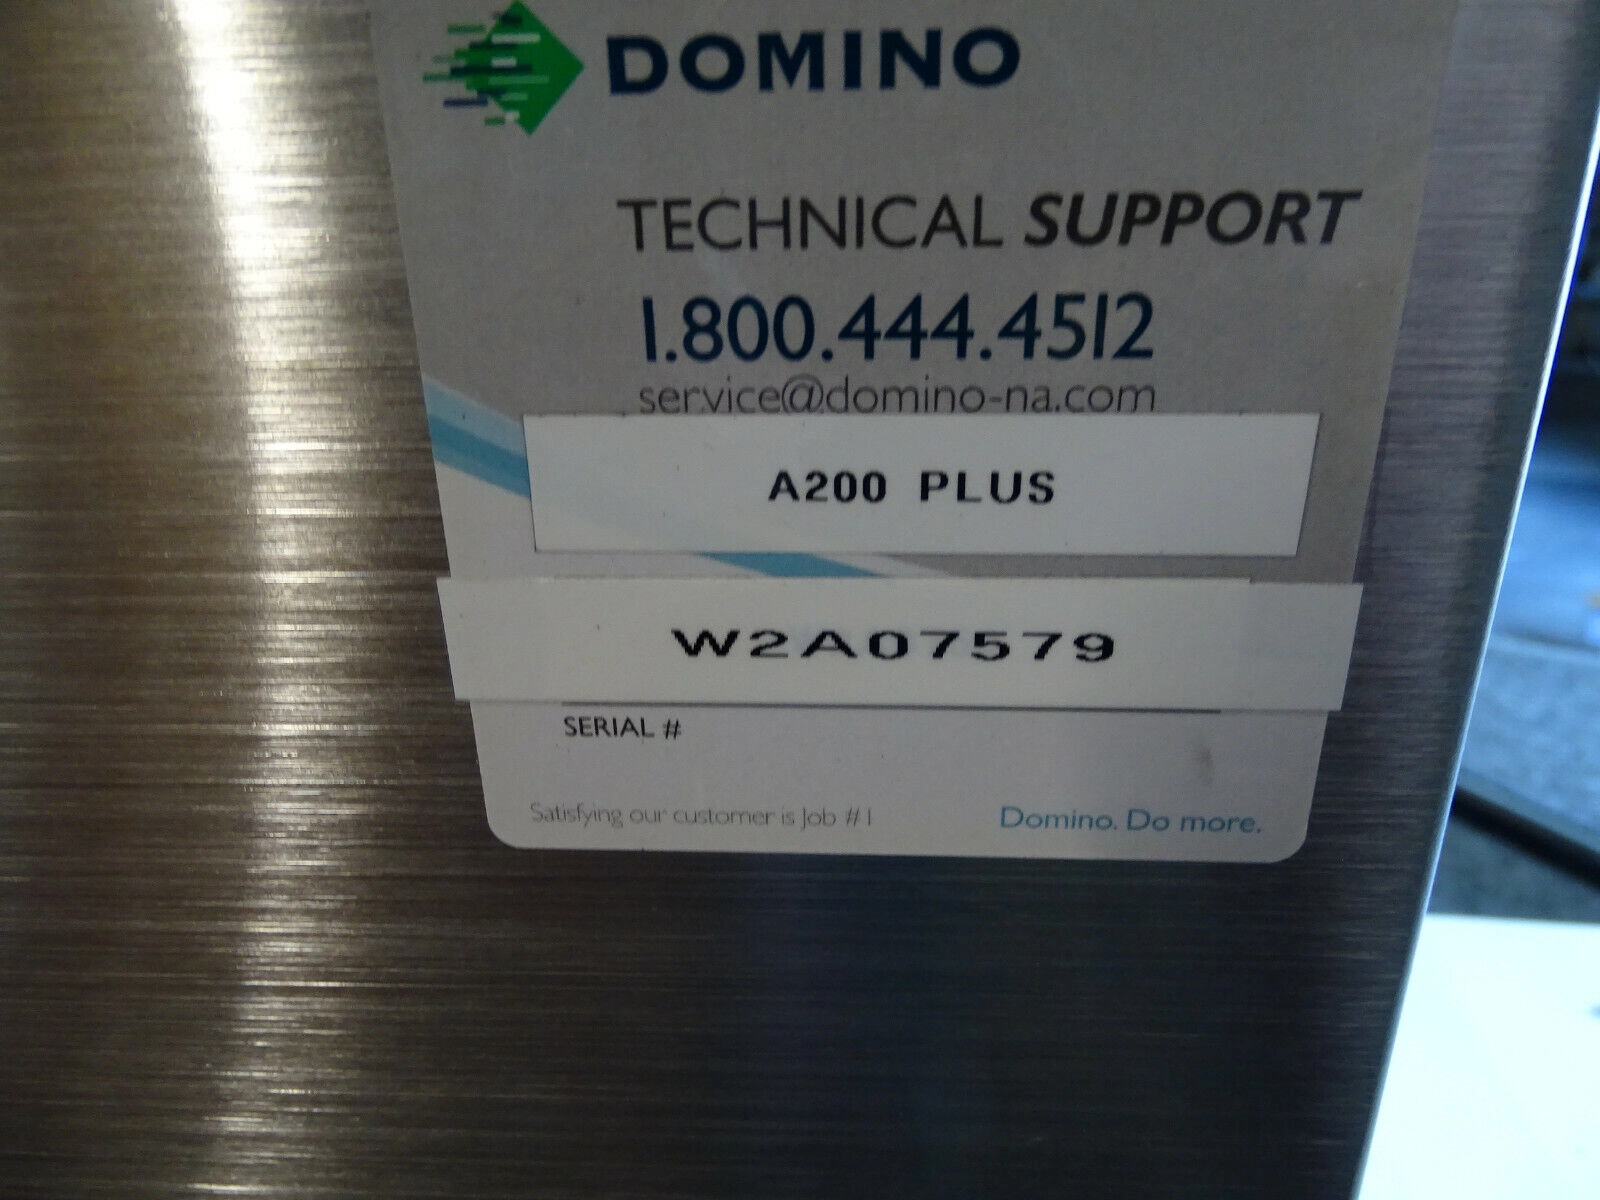 DOMINO
TECHNICAL SUPPORT
1.800.444.4512
service@domino-na.com
A200 PLUS
W2A07579
SERIAL #
Satisfying our customer is Job #1
Domino. Do more.